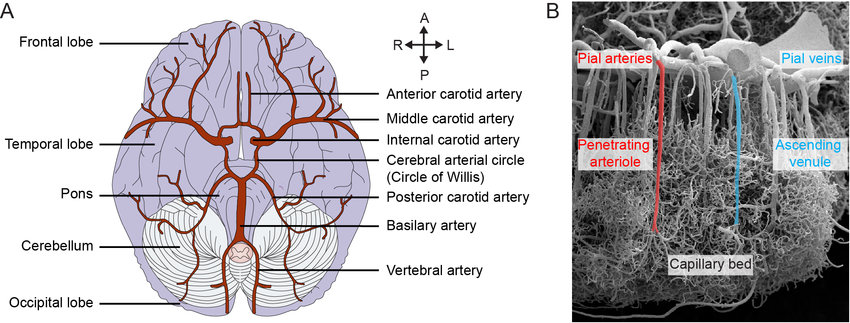 A
Frontal lobe
Temporal lobe
Pons
Cerebellum
Occipital lobe
A
R
L
P
Anterior carotid artery
Middle carotid artery
Internal carotid artery
Cerebral arterial circle
(Circle of Willis)
Posterior carotid artery
Basilary artery
Vertebral artery
B
Pial arteries
Pial veins
Penetrating
arteriole
Ascending
venule
Capillary bed